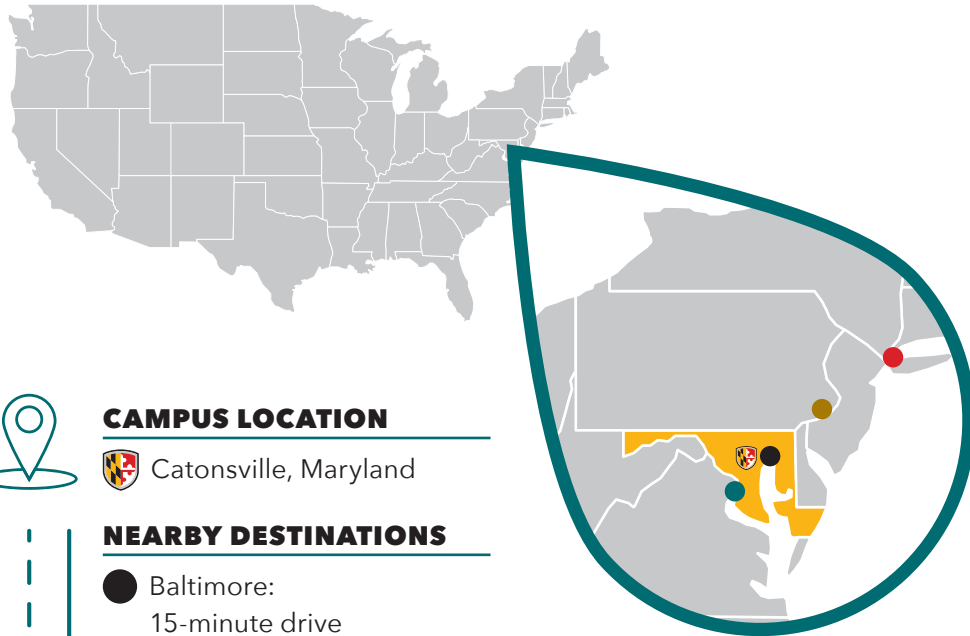 CAMPUS LOCATION
Catonsville, Maryland
NEARBY DESTINATIONS
Baltimore:
15-minute drive